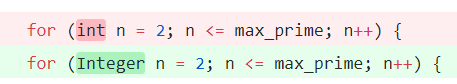 for (int n = 2; n <= max_prime; n++) {
for (Integer n = 2; n <= max_prime; n++) {